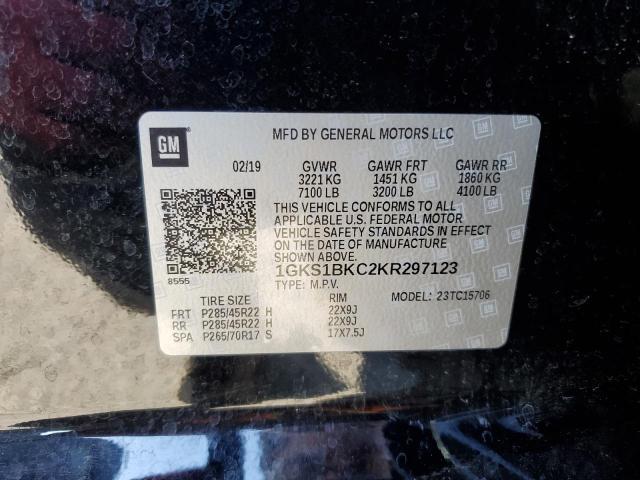 GM
MFD BY GENERAL MOTORS LLC
02/19 GVWR GAWR FRT GAWR RR
3221 KG 1451 KG 1860 KG
7100 LB 3200 LB 4100 LB
THIS VEHICLE CONFORMS TO ALL
APPLICABLE U.S. FEDERAL MOTOR
VEHICLE SAFETY STANDARDS IN EFFECT
ON THE DATE OF MANUFACTURE
SHOWN ABOVE.
8555
1GKS1BKC2KR297123
TYPE: M.P.V. MODEL: 23TC15706
TIRE SIZE RIM
FRT P285/45R22 H 22X9J
RR P285/45R22 H 22X9J
SPA P265/70R17 S 17X7.5J